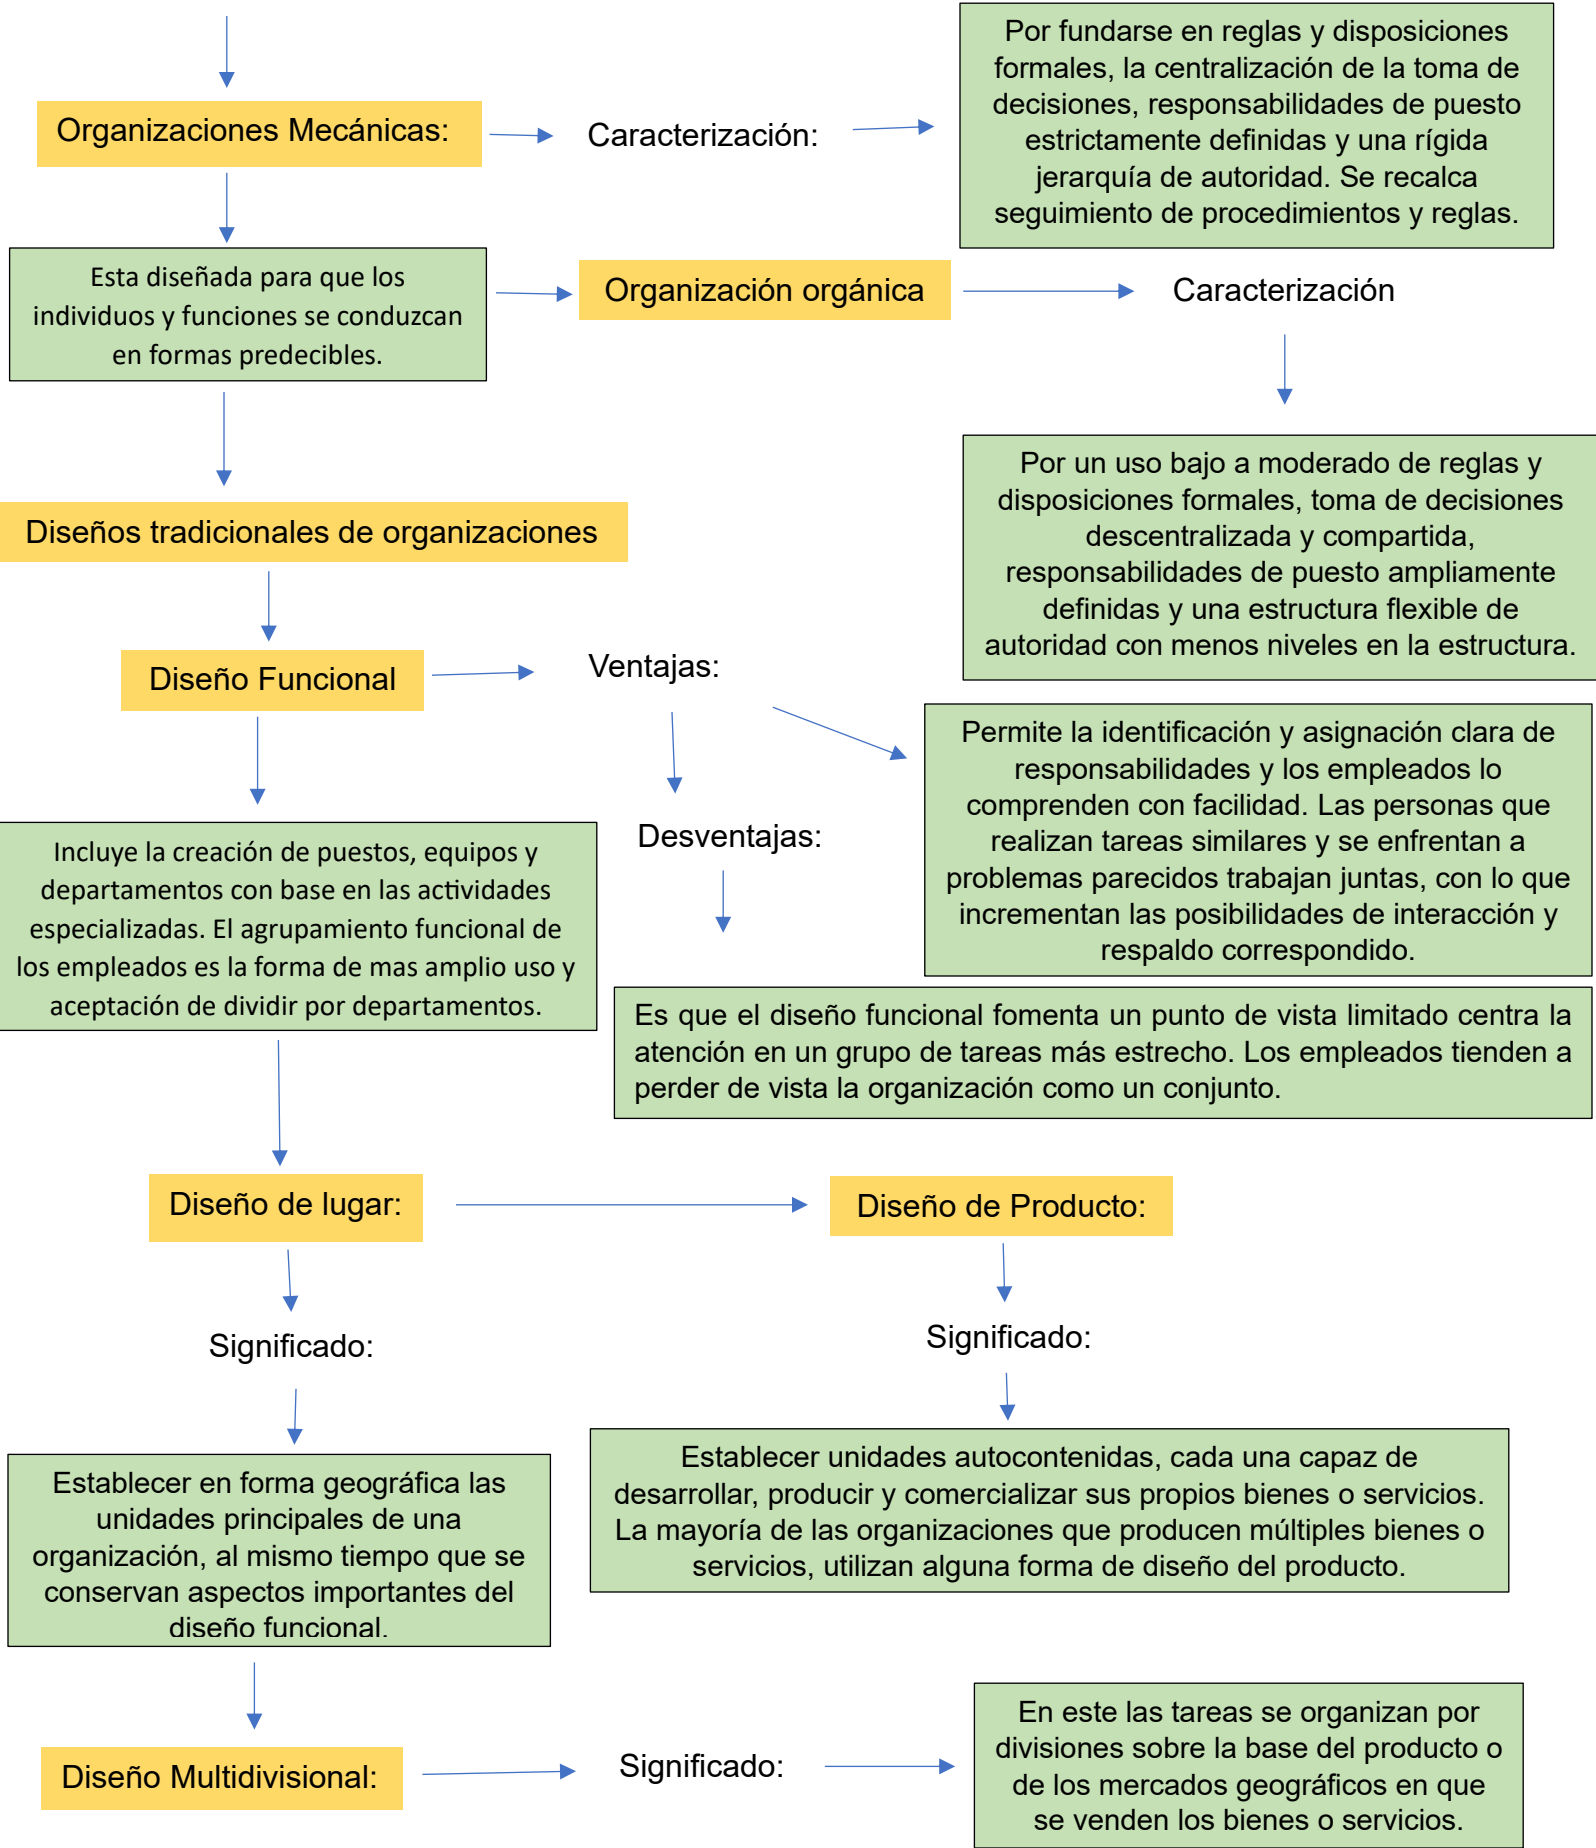 Organizaciones Mecánicas:
Caracterización:
Por fundarse en reglas y disposiciones
formales, la centralización de la toma de
decisiones, responsabilidades de puesto
estrictamente definidas y una rígida
jerarquía de autoridad. Se recalca
seguimiento de procedimientos y reglas.
Esta diseñada para que los
individuos y funciones se conduzcan
en formas predecibles.
Organización orgánica
Caracterización
Por un uso bajo a moderado de reglas y
disposiciones formales, toma de decisiones
descentralizada y compartida,
responsabilidades de puesto ampliamente
definidas y una estructura flexible de
autoridad con menos niveles en la estructura.
Diseños tradicionales de organizaciones
Diseño Funcional
Ventajas:
Permite la identificación y asignación clara de
responsabilidades y los empleados lo
comprenden con facilidad. Las personas que
realizan tareas similares y se enfrentan a
problemas parecidos trabajan juntas, con lo que
incrementan las posibilidades de interacción y
respaldo correspondido.
Desventajas:
Incluye la creación de puestos, equipos y
departamentos con base en las actividades
especializadas. El agrupamiento funcional de
los empleados es la forma de mas amplio uso y
aceptación de dividir por departamentos.
Es que el diseño funcional fomenta un punto de vista limitado centra la
atención en un grupo de tareas más estrecho. Los empleados tienden a
perder de vista la organización como un conjunto.
Diseño de lugar:
Diseño de Producto:
Significado:
Significado:
Establecer en forma geográfica las
unidades principales de una
organización, al mismo tiempo que se
conservan aspectos importantes del
diseño funcional.
Establecer unidades autocontenidas, cada una capaz de
desarrollar, producir y comercializar sus propios bienes o servicios.
La mayoría de las organizaciones que producen múltiples bienes o
servicios, utilizan alguna forma de diseño del producto.
Diseño Multidivisional:
Significado:
En este las tareas se organizan por
divisiones sobre la base del producto o
de los mercados geográficos en que
se venden los bienes o servicios.